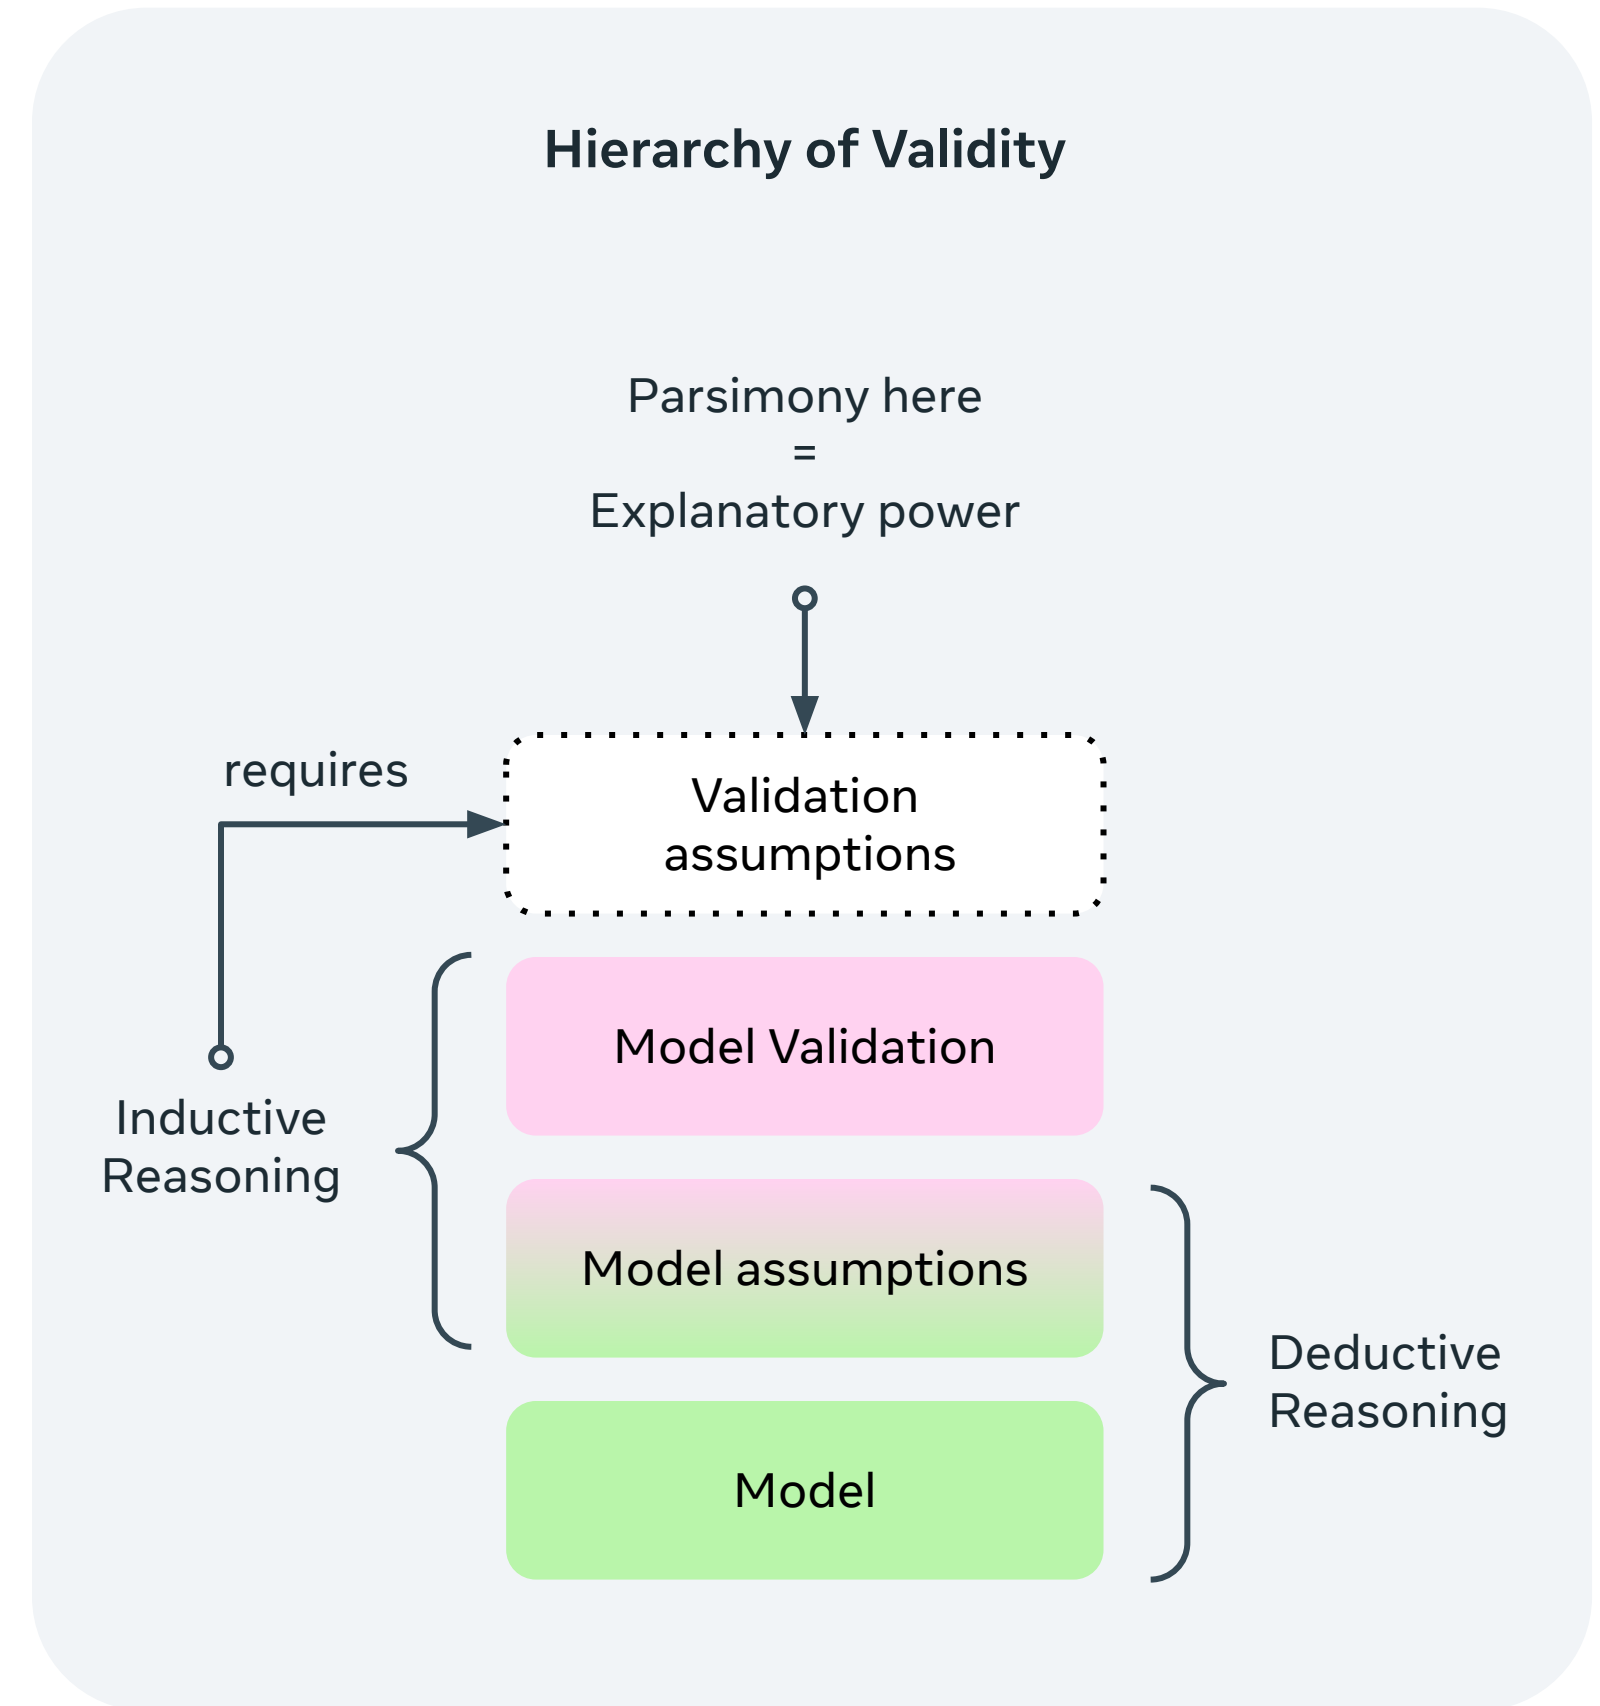 Hierarchy of Validity
Parsimony here
=
Explanatory power
requires
Validation
assumptions
Model Validation
Inductive
Reasoning
Model assumptions
Deductive
Reasoning
Model